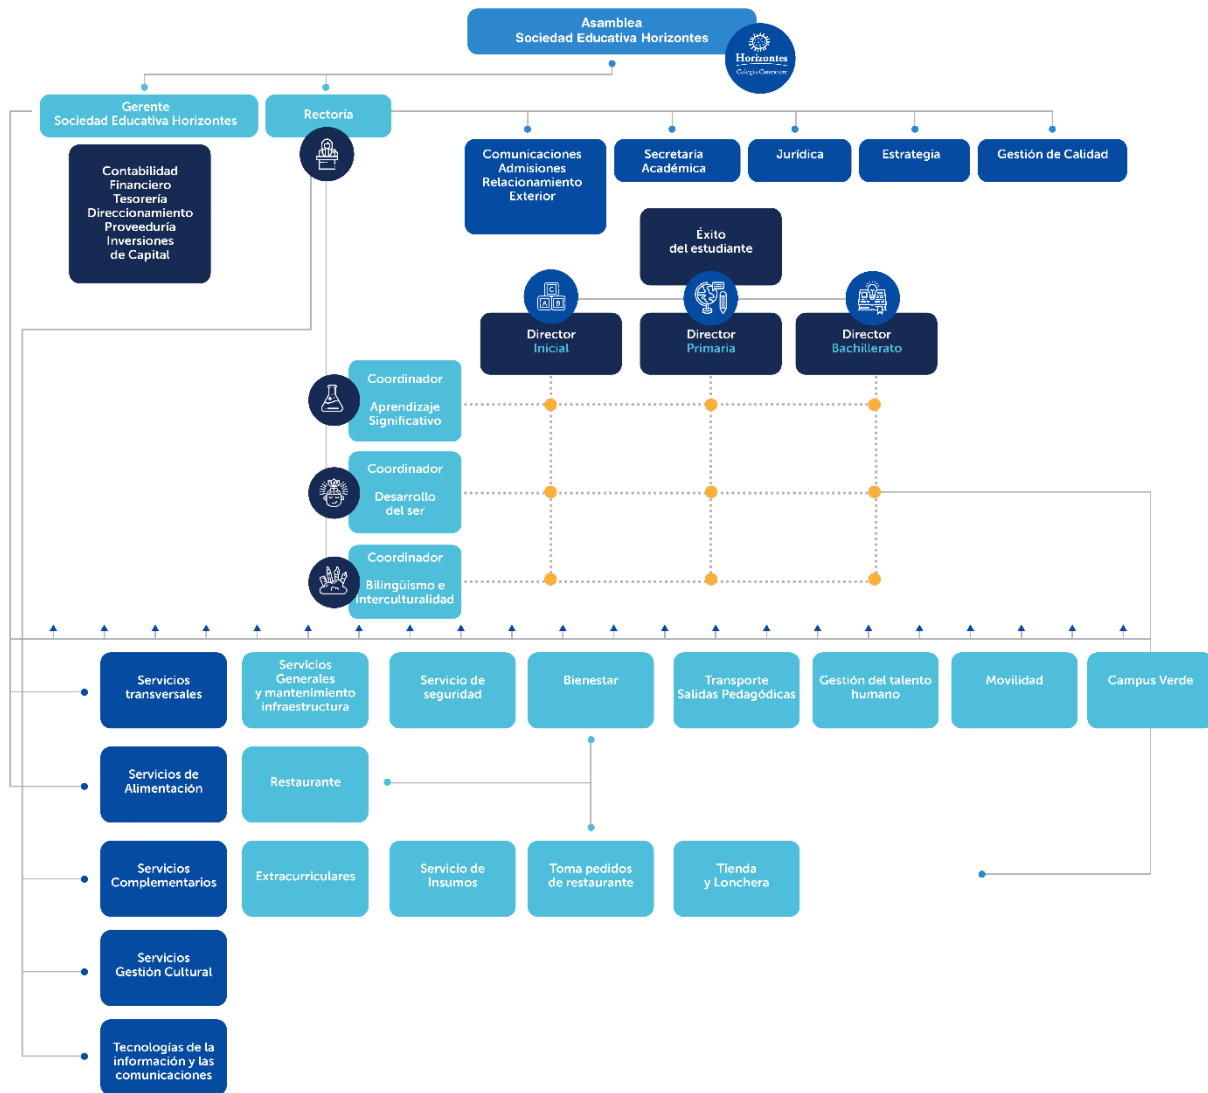 Asamblea
Sociedad Educativa Horizontes
Horizontes
Colegio Campestre
Gerente
Sociedad Educativa Horizontes
Rectoría
Contabilidad
Financiero
Tesorería
Direccionamiento
Proveeduría
Inversiones
de Capital
Comunicaciones
Admisiones
Relacionamiento
Exterior
Secretaría
Académica
Jurídica
Estrategia
Gestión de Calidad
Éxito
del estudiante
C
A B
Director
Inicial
Director
Primaria
Director
Bachillerato
Coordinador
Aprendizaje
Significativo
Coordinador
Desarrollo
del ser
Coordinador
Bilingüismo e
interculturalidad
Servicios
transversales
Servicios
Generales
y mantenimiento
infraestructura
Servicio de
seguridad
Bienestar
Transporte
Salidas Pedagógicas
Gestión del talento
humano
Movilidad
Campus Verde
Servicios de
Alimentación
Restaurante
Servicios
Complementarios
Extracurriculares
Servicio de
Insumos
Toma pedidos
de restaurante
Tienda
y Lonchera
Servicios
Gestión Cultural
Tecnologías de la
información y las
comunicaciones